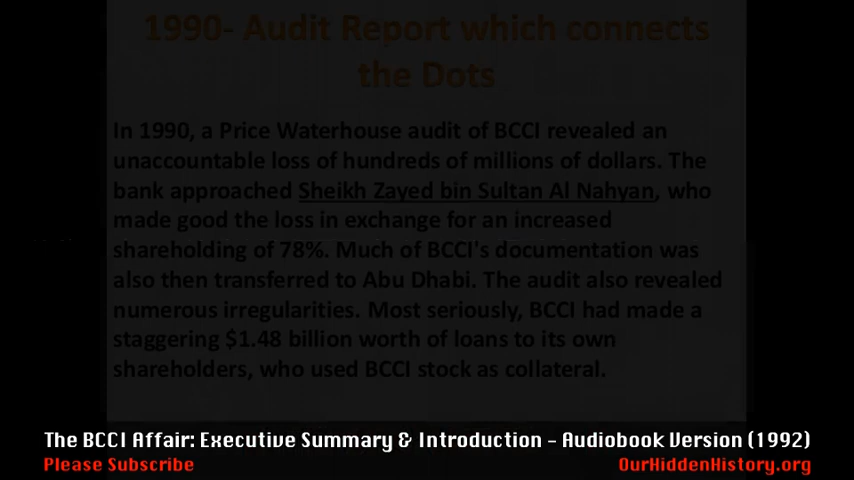 1990- Audit Report which connects
the Dots
In 1990, a Price Waterhouse audit of BCCI revealed an
unaccountable loss of hundreds of millions of dollars. The
bank approached Sheikh Zayed bin Sultan Al Nahyan, who
made good the loss in exchange for an increased
shareholding of 78%. Much of BCCI's documentation was
also then transferred to Abu Dhabi. The audit also revealed
numerous irregularities. Most seriously, BCCI had made a
staggering $1.48 billion worth of loans to its own
shareholders, who used BCCI stock as collateral.
The BCCI Affair: Executive Summary & Introduction - Audiobook Version (1992)
Please Subscribe
OurHiddenHistory.org